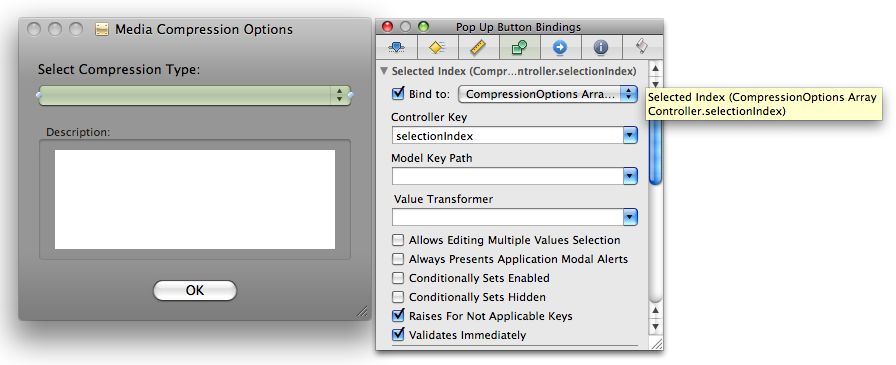 Media Compression Options
Select Compression Type:
Description:
OK
Pop Up Button Bindings
Selected Index (Compr...ntroller.selectionIndex)
Bind to: CompressionOptions Arra...
Controller Key
selectionIndex
Model Key Path
Value Transformer
Allows Editing Multiple Values Selection
Always Presents Application Modal Alerts
Conditionally Sets Enabled
Conditionally Sets Hidden
Raises For Not Applicable Keys
Validates Immediately
Selected Index (CompressionOptions Array
Controller.selectionIndex)